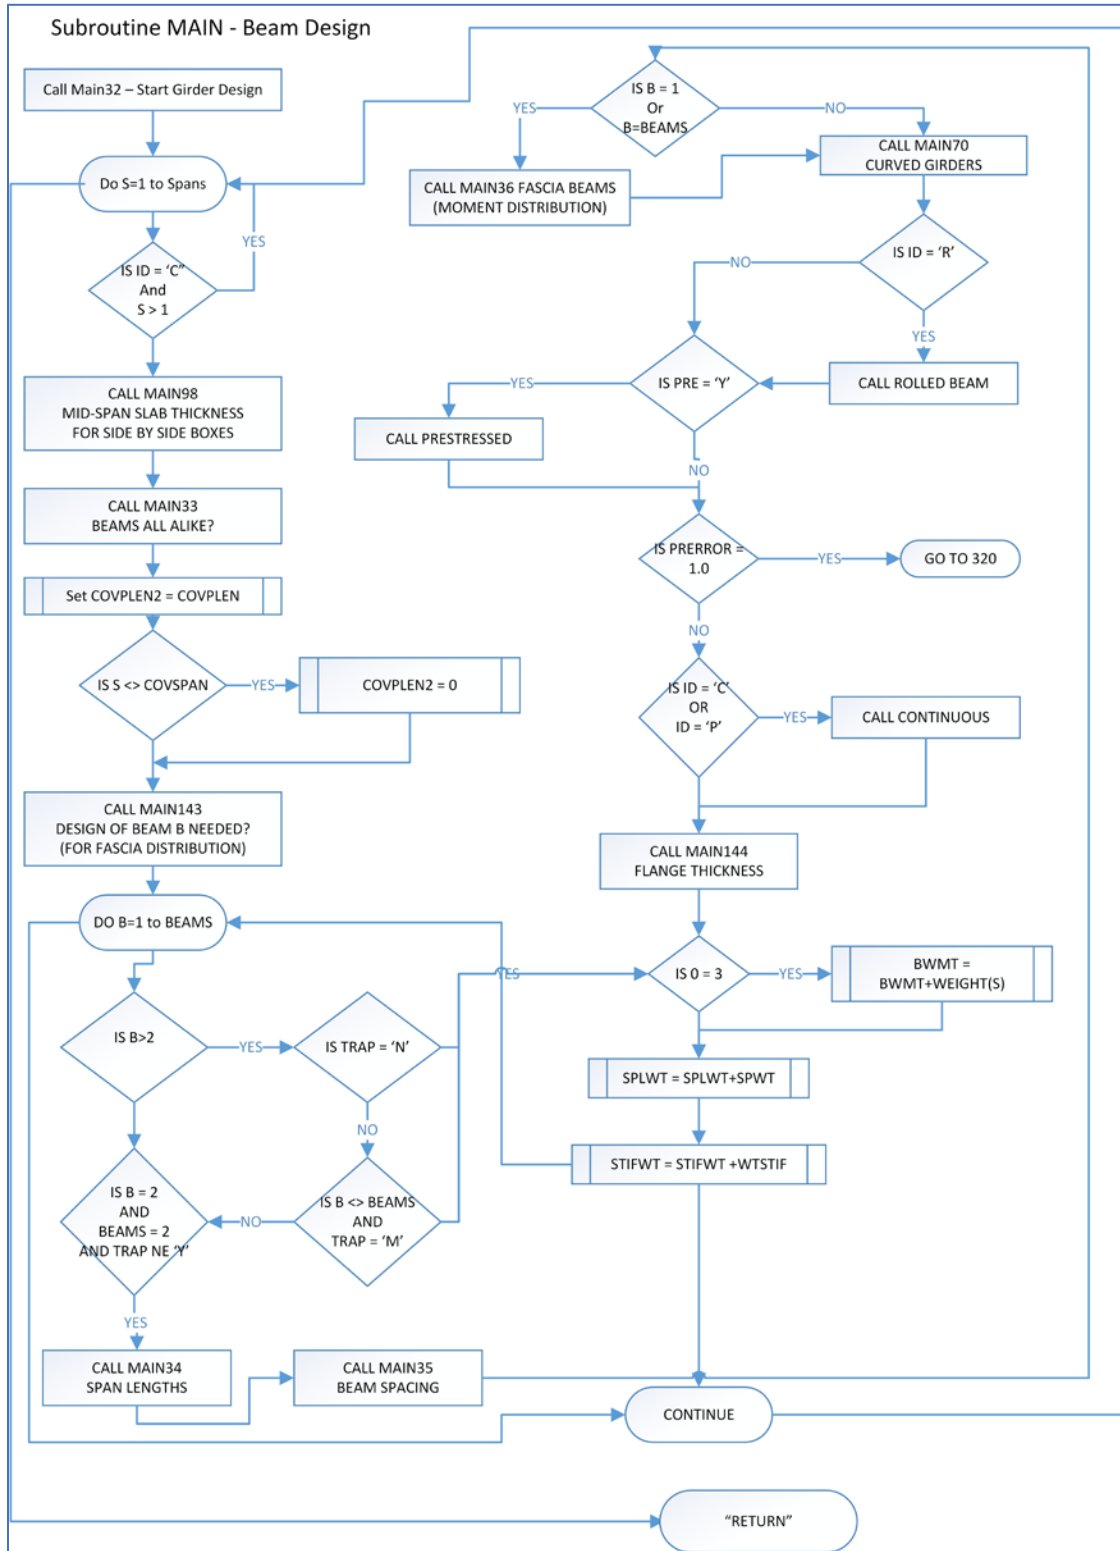 Subroutine MAIN - Beam Design
Call Main32 – Start Girder Design
Do S=1 to Spans
YES
IS ID = ‘C”
And
S > 1
CALL MAIN98
MID-SPAN SLAB THICKNESS
FOR SIDE BY SIDE BOXES
CALL MAIN33
BEAMS ALL ALIKE?
Set COVPLEN2 = COVPLEN
IS S <> COVSPAN
YES
COVPLEN2 = 0
CALL MAIN143
DESIGN OF BEAM B NEEDED?
(FOR FASCIA DISTRIBUTION)
DO B=1 to BEAMS
IS B>2
YES
IS TRAP = ‘N’
YES
NO
IS B = 2
AND
BEAMS = 2
AND TRAP NE ‘Y’
NO
IS B <> BEAMS
AND
TRAP = ‘M’
YES
CALL MAIN34
SPAN LENGTHS
CALL MAIN35
BEAM SPACING
IS B = 1
Or
B=BEAMS
YES
NO
CALL MAIN36 FASCIA BEAMS
(MOMENT DISTRIBUTION)
CALL MAIN70
CURVED GIRDERS
IS ID = ‘R’
NO
YES
CALL ROLLED BEAM
IS PRE = ‘Y’
YES
CALL PRESTRESSED
NO
IS PRERROR =
1.0
YES
GO TO 320
NO
IS ID = ‘C’
OR
ID = ‘P’
YES
CALL CONTINUOUS
CALL MAIN144
FLANGE THICKNESS
IS 0 = 3
YES
BWMT =
BWMT+WEIGHT(S)
SPLWT = SPLWT+SPWT
STIFWT = STIFWT +WTSTIF
CONTINUE
“RETURN”